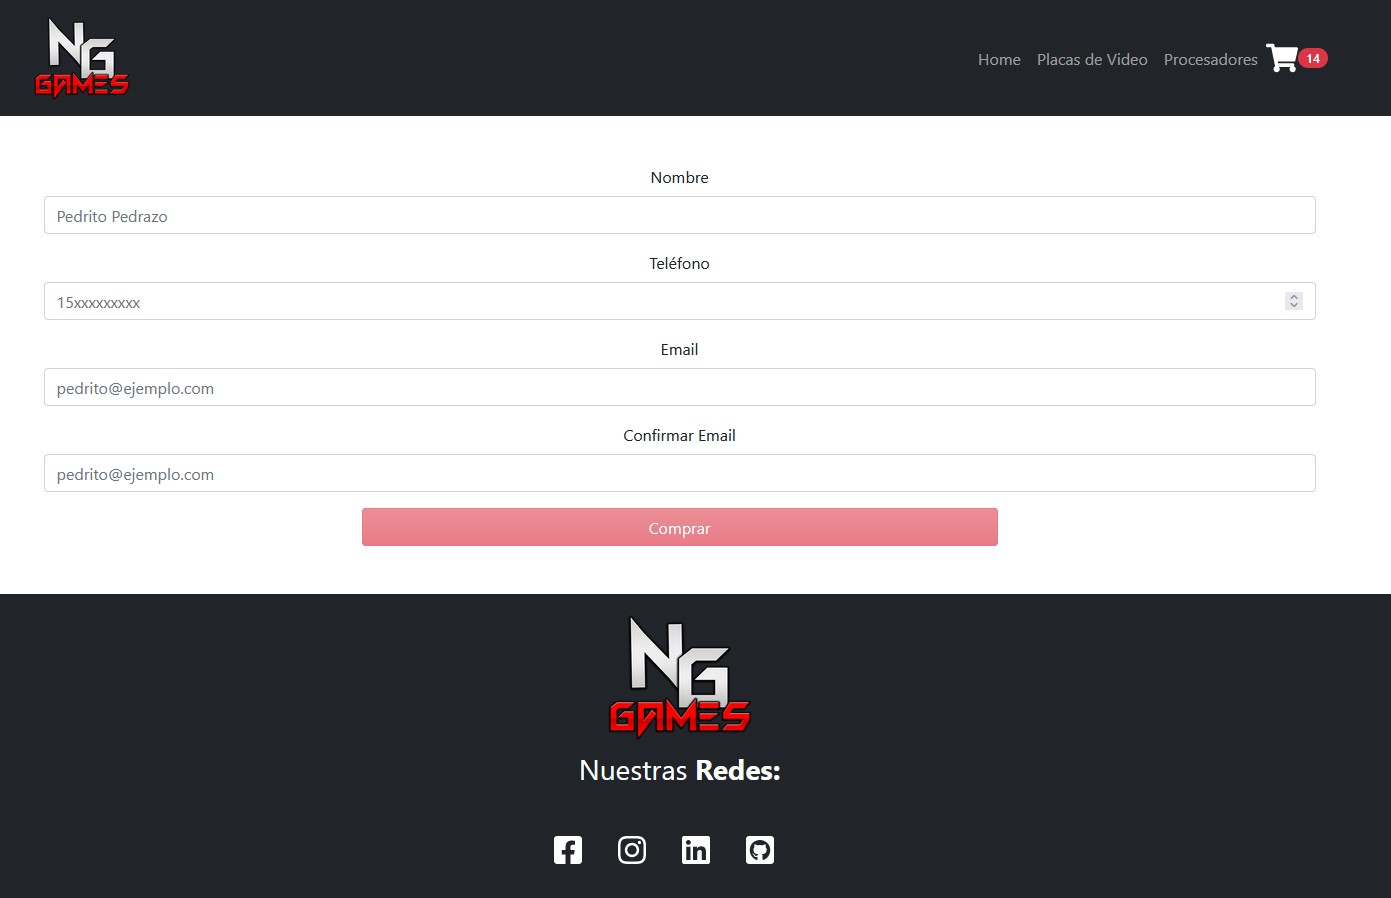 NG
GAMES
Home Placas de Video Procesadores 14
Nombre
Pedrito Pedrazo
Teléfono
15xxxxxxxxx
Email
pedrito@ejemplo.com
Confirmar Email
pedrito@ejemplo.com
Comprar
NG
GAMES
Nuestras Redes: